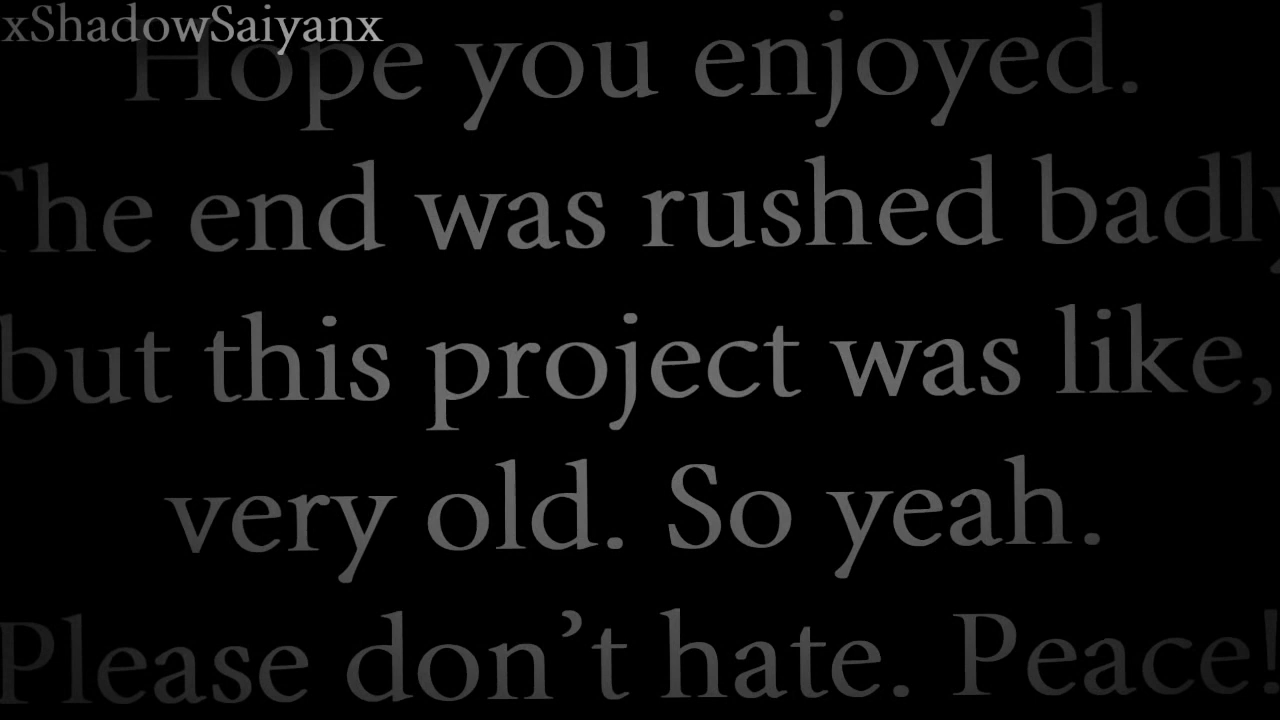 xShadowSaiyanx
Hope you enjoyed.
The end was rushed badly
but this project was like,
very old. So yeah.
Please don't hate. Peace!